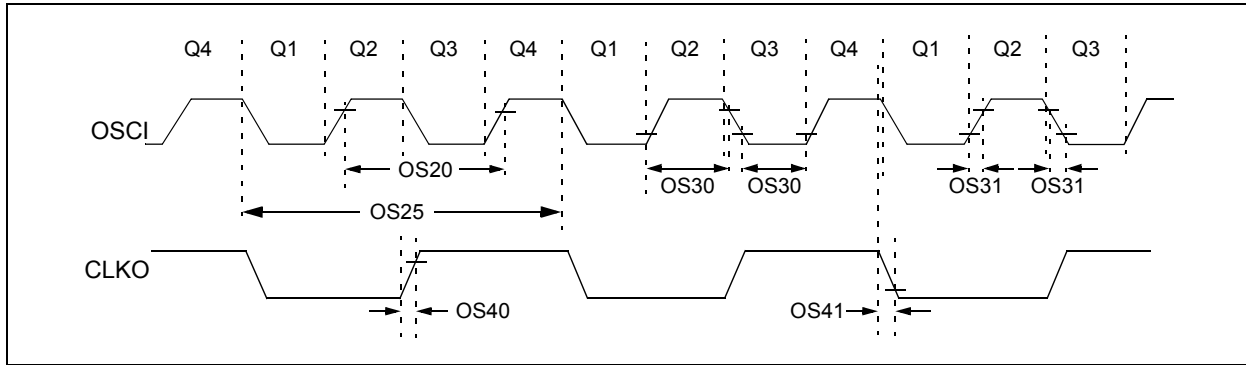 Q4 Q1 Q2 Q3 Q4 Q1 Q2 Q3 Q4 Q1 Q2 Q3
OSCI
OS20
OS30 OS30
OS31 OS31
OS25
CLKO
OS40
OS41